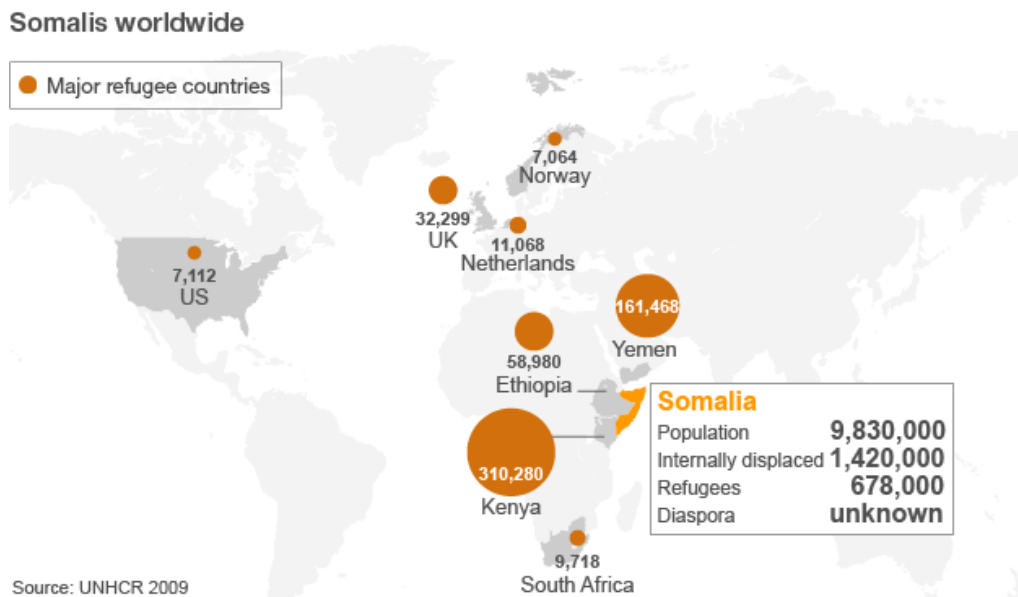 Somalis worldwide
Major refugee countries
7,064
Norway
32,299
UK
11,068
Netherlands
7,112
US
161,468
Yemen
58,980
Ethiopia
Somalia
Population 9,830,000
Internally displaced 1,420,000
Refugees 678,000
Diaspora unknown
310,280
Kenya
9,718
South Africa
Source: UNHCR 2009